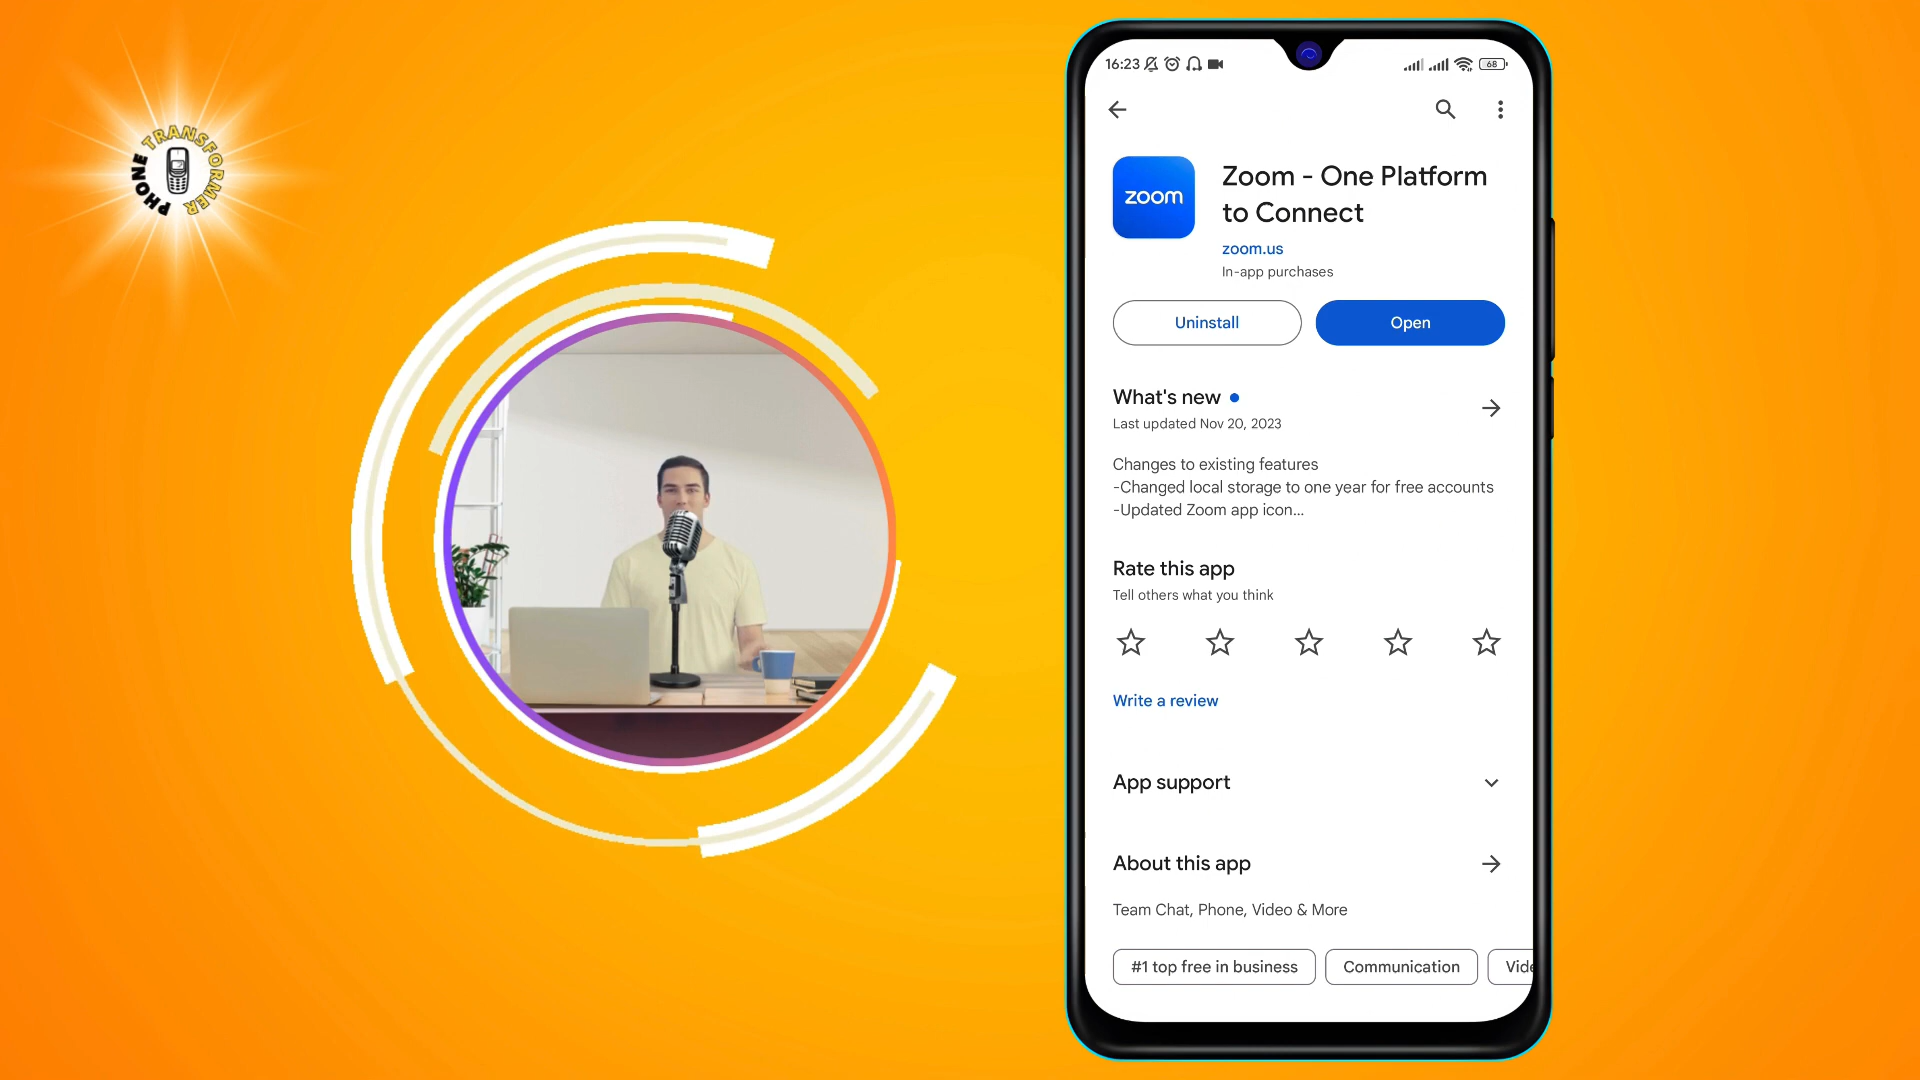 PHONE TRANSFORMER
16:23
68
zoom
Zoom - One Platform
to Connect
zoom.us
In-app purchases
Uninstall
Open
What's new
Last updated Nov 20, 2023
Changes to existing features
-Changed local storage to one year for free accounts
-Updated Zoom app icon...
Rate this app
Tell others what you think
Write a review
App support
About this app
Team Chat, Phone, Video & More
#1 top free in business
Communication
Vide